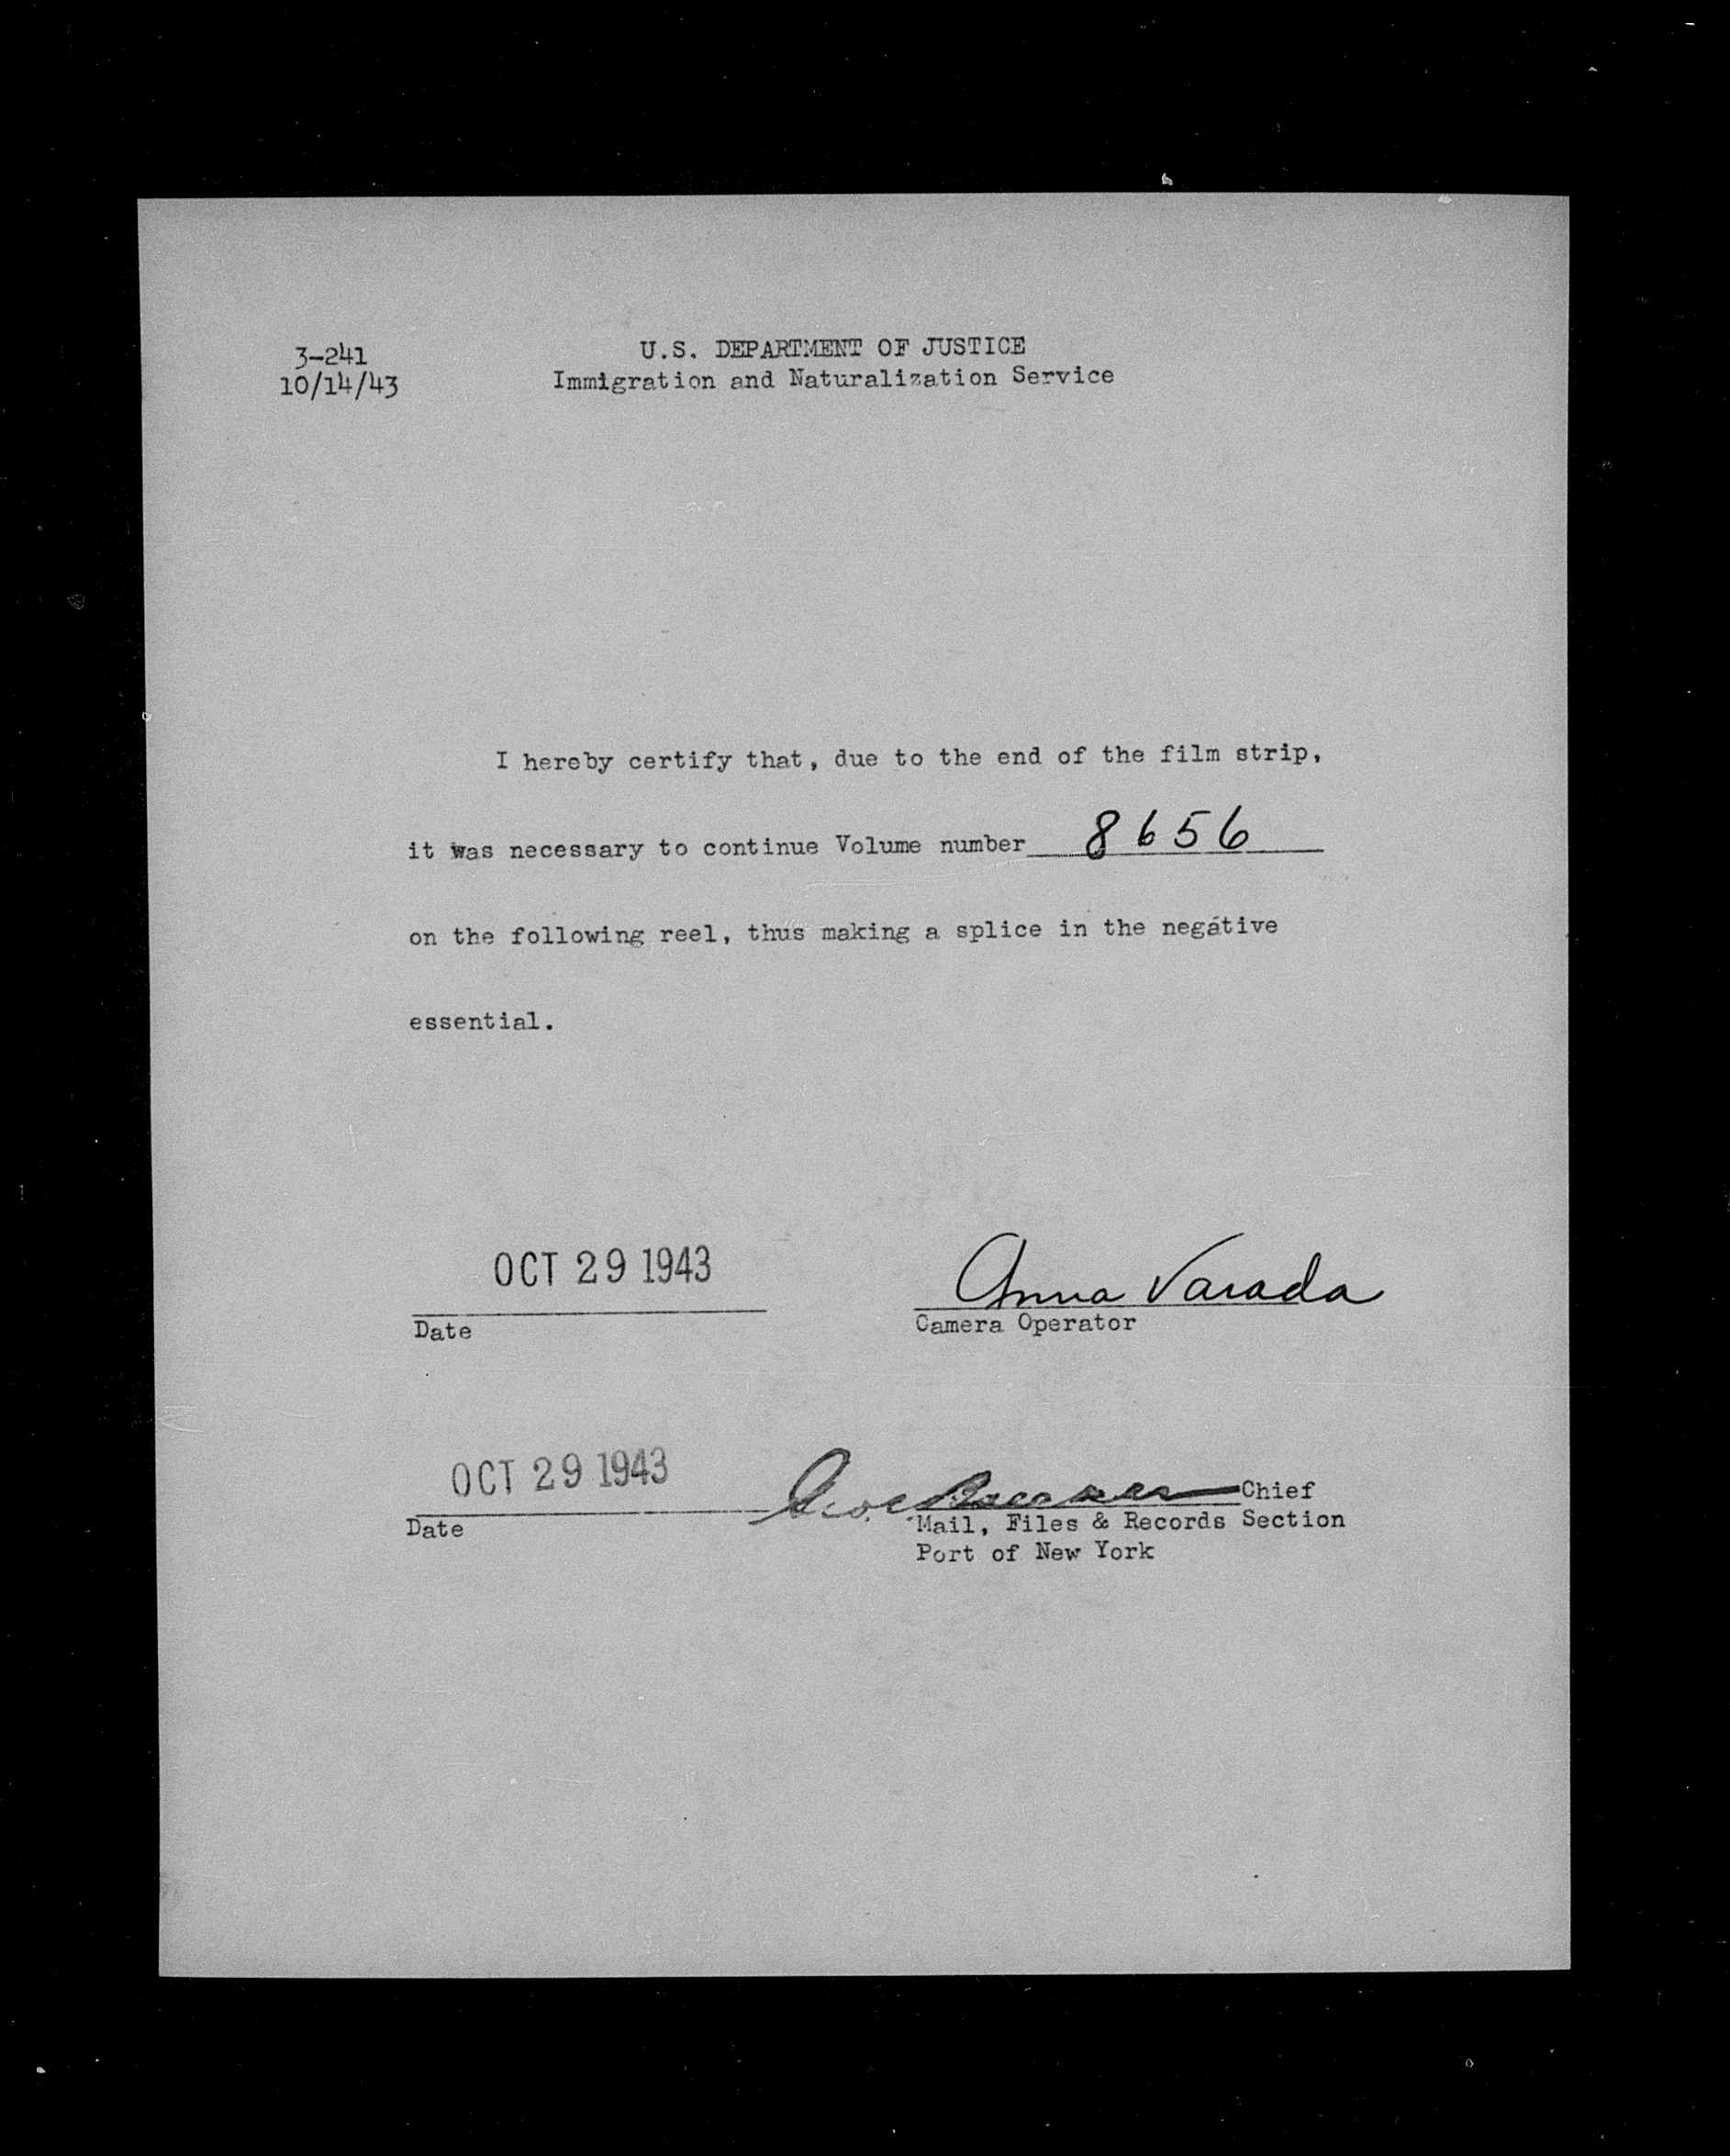 3-241
10/14/43
U.S. DEPARTMENT OF JUSTICE
Immigration and Naturalization Service
I hereby certify that, due to the end of the film strip,
it was necessary to continue Volume number 8656
on the following reel, thus making a splice in the negative
essential.
OCT 29 1943
Anna Varada
Date
Camera Operator
OCT 29 1943
Chief
Date
Mail, Files & Records Section
Port of New York